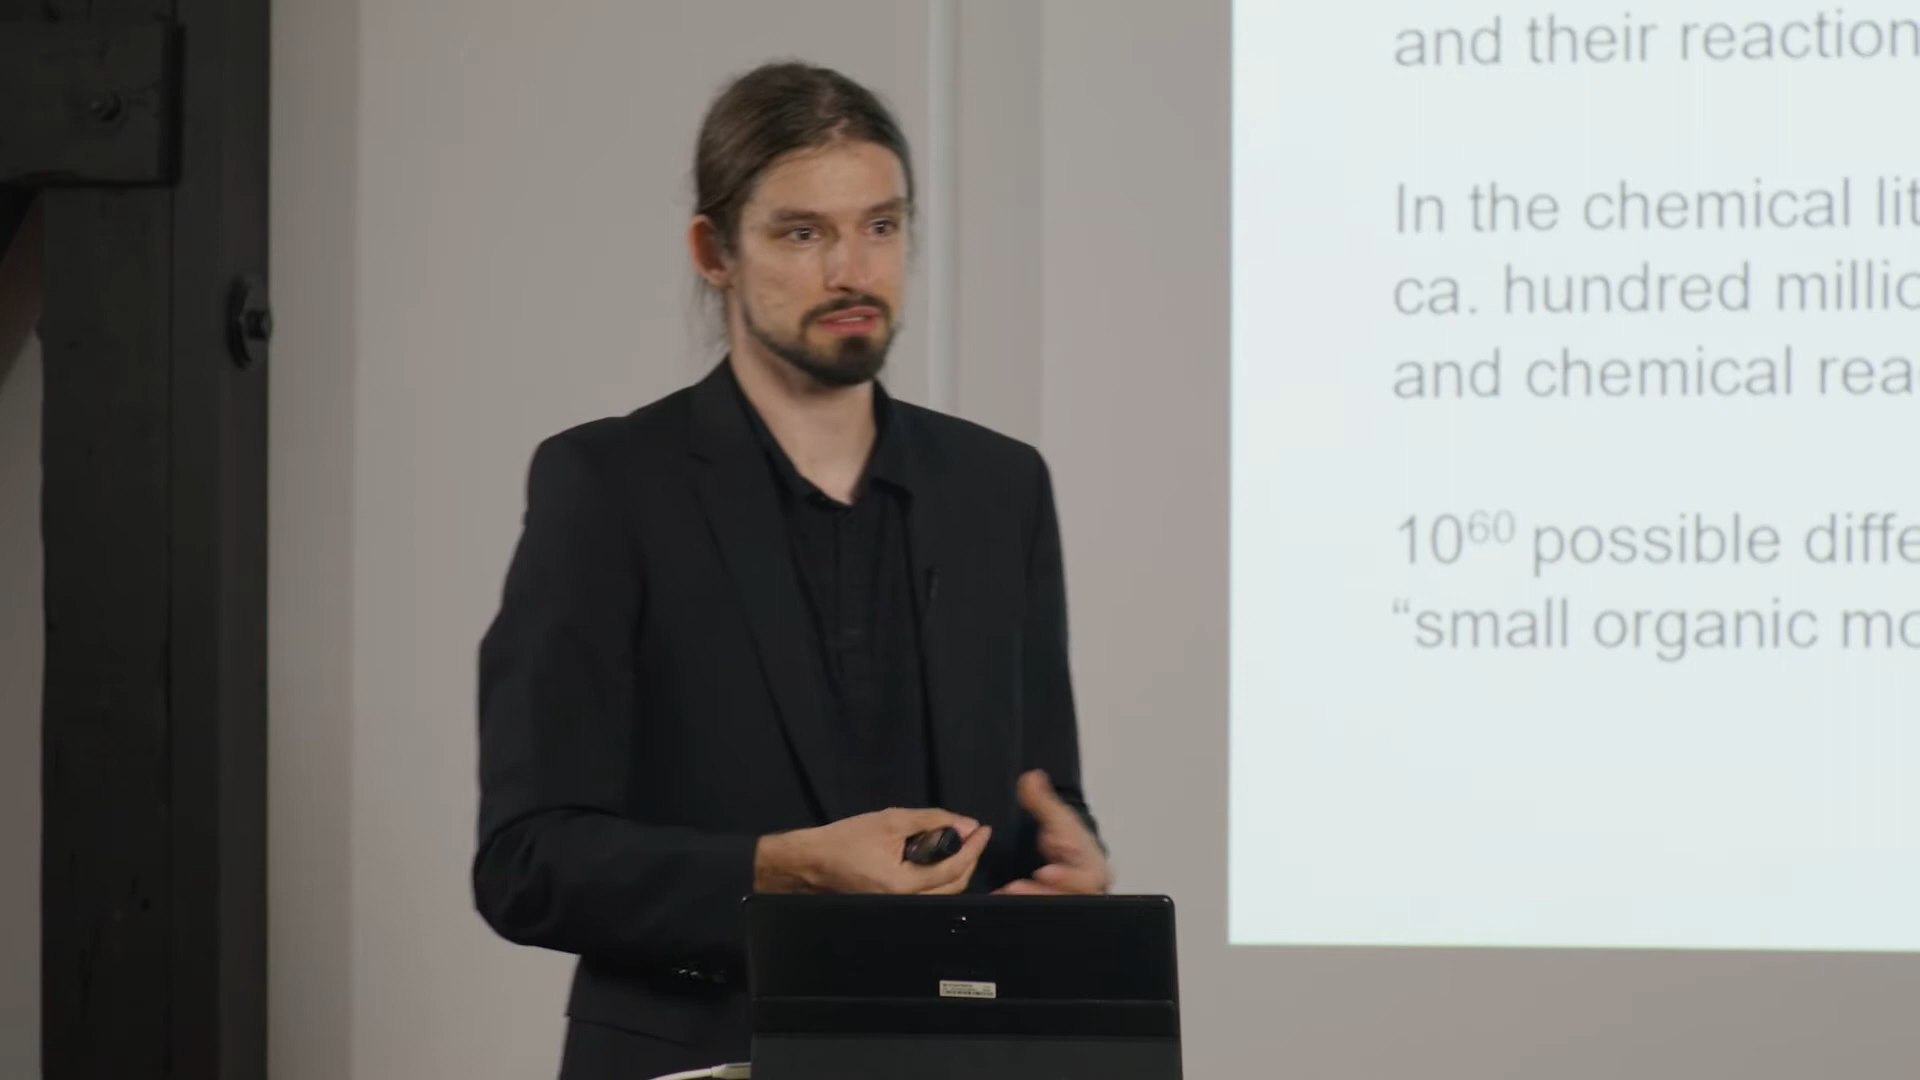 and their reaction
In the chemical lit
ca. hundred millio
and chemical rea
10⁶⁰ possible diffe
“small organic mo